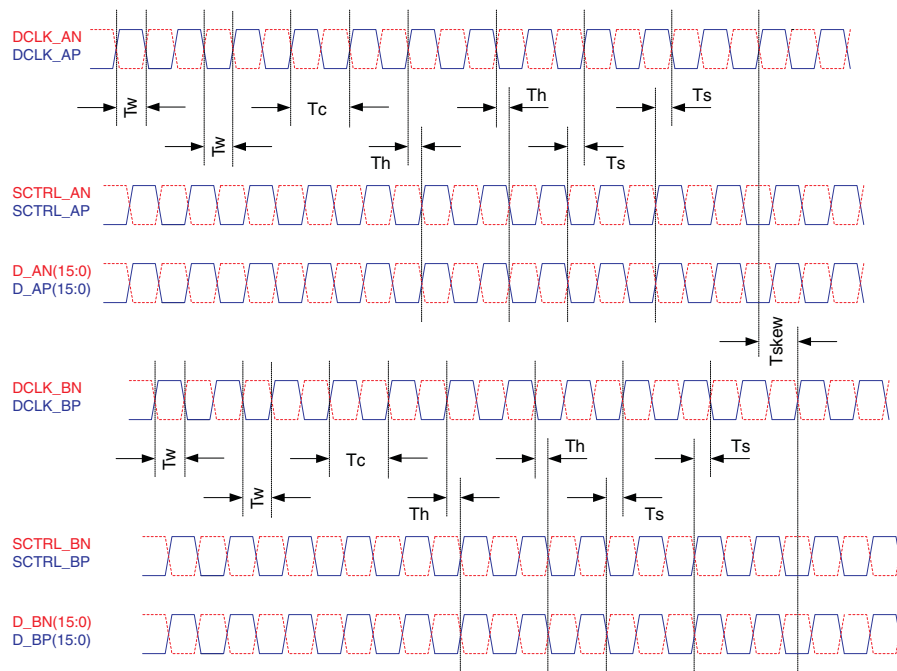 DCLK_AN
DCLK_AP
Tw
Tc
Th
Ts
Tw
Th
Ts
SCTRL_AN
SCTRL_AP
D_AN(15:0)
D_AP(15:0)
Tskew
DCLK_BN
DCLK_BP
Tw
Tc
Th
Ts
Tw
Th
Ts
SCTRL_BN
SCTRL_BP
D_BN(15:0)
D_BP(15:0)